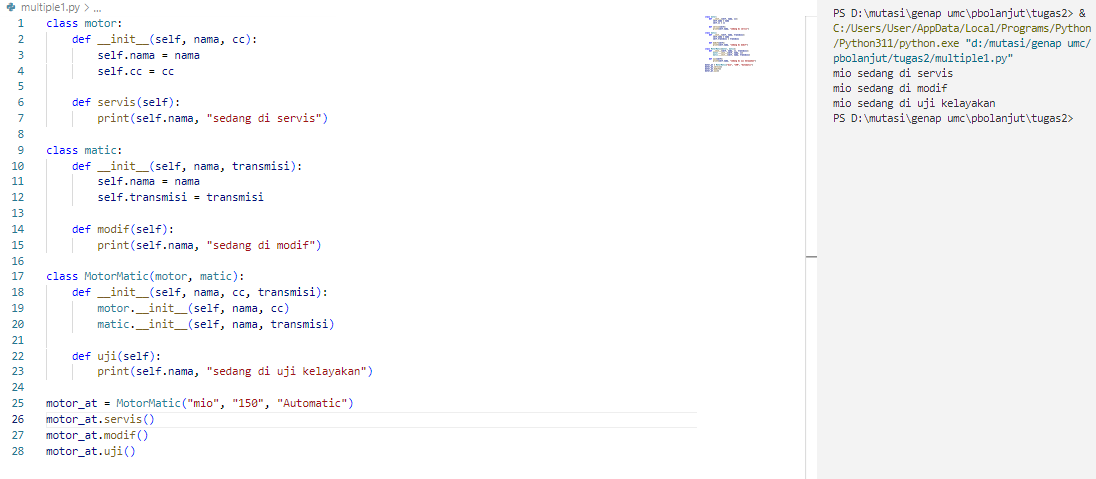 multiple1.py > ...
1 class motor:
2     def __init__(self, nama, cc):
3         self.nama = nama
4         self.cc = cc
5
6     def servis(self):
7         print(self.nama, "sedang di servis")
8
9 class matic:
10     def __init__(self, nama, transmisi):
11         self.nama = nama
12         self.transmisi = transmisi
13
14     def modif(self):
15         print(self.nama, "sedang di modif")
16
17 class MotorMatic(motor, matic):
18     def __init__(self, nama, cc, transmisi):
19         motor.__init__(self, nama, cc)
20         matic.__init__(self, nama, transmisi)
21
22     def uji(self):
23         print(self.nama, "sedang di uji kelayakan")
24
25 motor_at = MotorMatic("mio", "150", "Automatic")
26 motor_at.servis()
27 motor_at.modif()
28 motor_at.uji()
PS D:\mutasi\genap umc\pbolanjut\tugas2> &
C:/Users/User/AppData/Local/Programs/Python
/Python311/python.exe "d:/mutasi/genap umc/
pbolanjut/tugas2/multiple1.py"
mio sedang di servis
mio sedang di modif
mio sedang di uji kelayakan
PS D:\mutasi\genap umc\pbolanjut\tugas2>